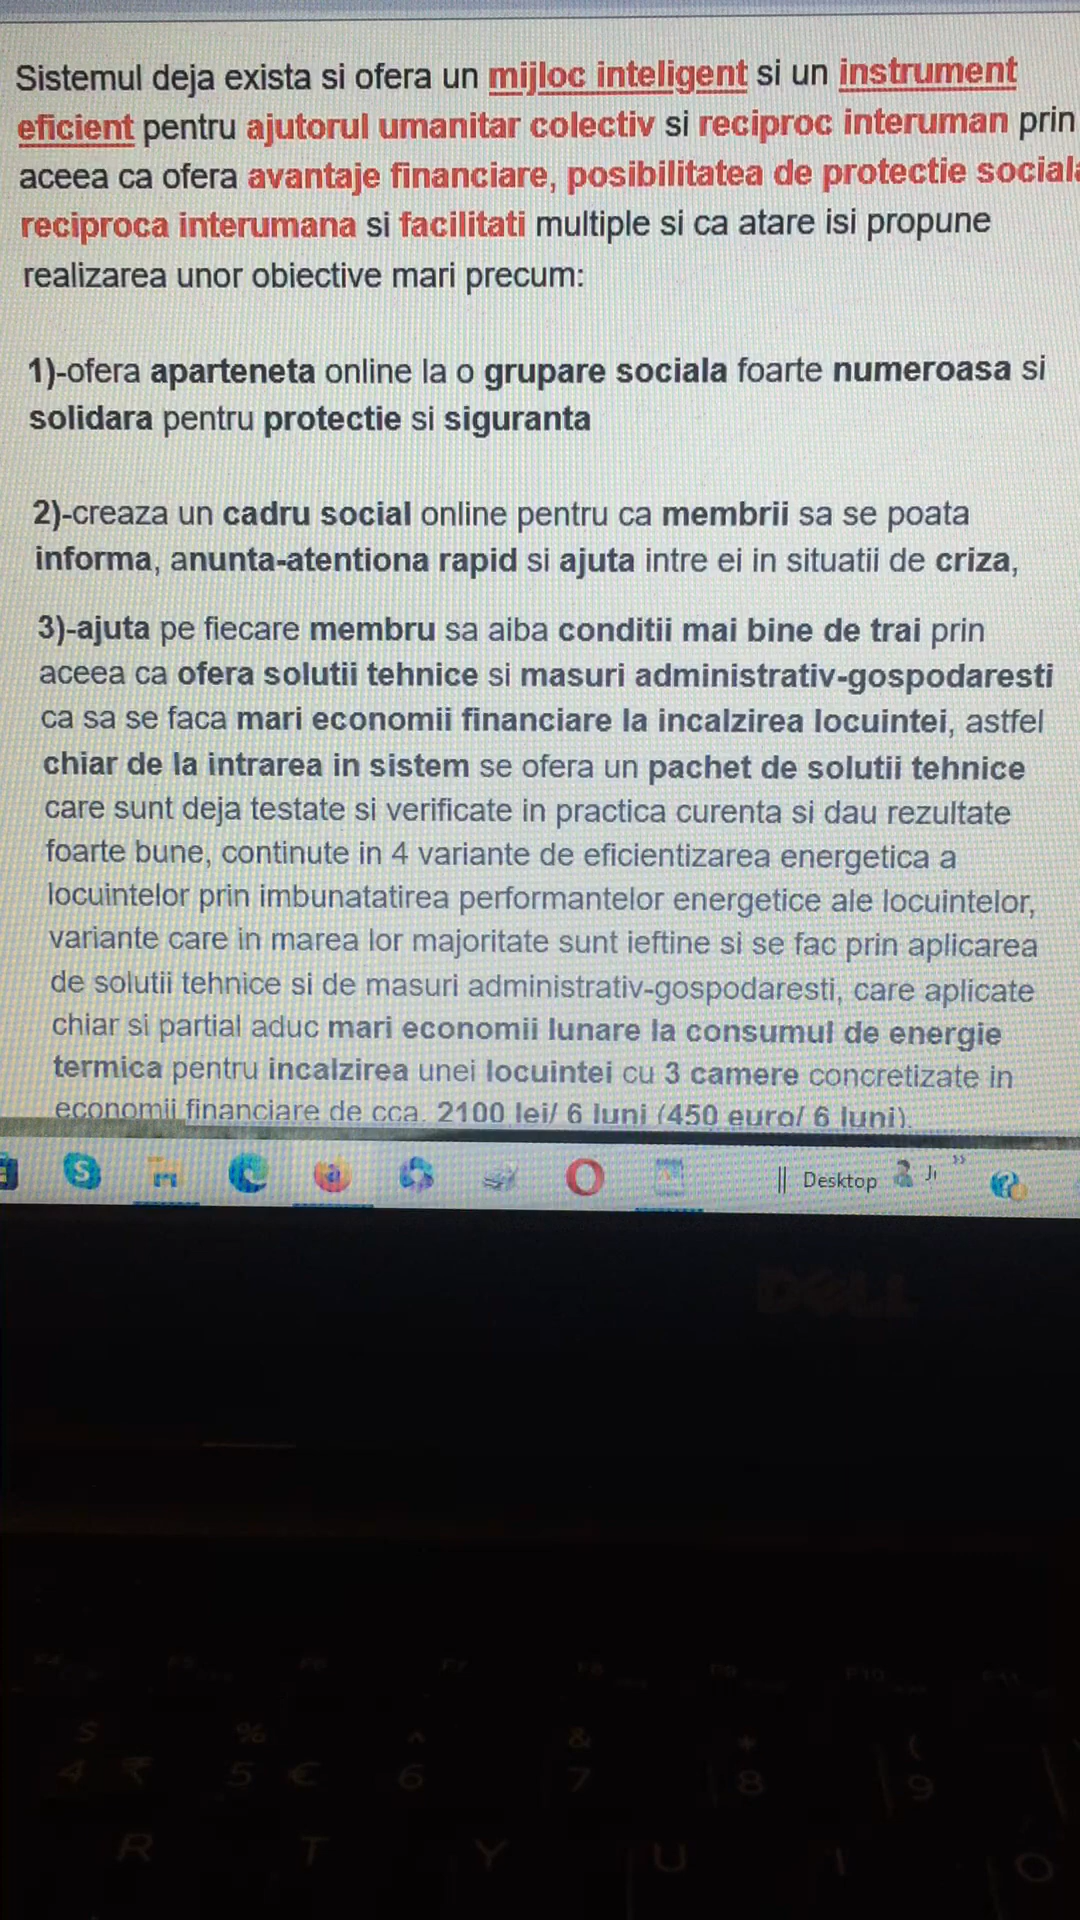 Sistemul deja exista si ofera un mijloc inteligent si un instrument
eficient pentru ajutorul umanitar colectiv si reciproc interuman prin
aceea ca ofera avantaje financiare, posibilitatea de protectie sociala
reciproca interumana si facilitati multiple si ca atare isi propune
realizarea unor obiective mari precum:
1)-ofera aparteneta online la o grupare sociala foarte numeroasa si
solidara pentru protectie si siguranta
2)-creaza un cadru social online pentru ca membrii sa se poata
informa, anunta-atentiona rapid si ajuta intre ei in situatii de criza,
3)-ajuta pe fiecare membru sa aiba conditii mai bine de trai prin
aceea ca ofera solutii tehnice si masuri administrativ-gospodaresti
ca sa se faca mari economii financiare la incalzirea locuintei, astfel
chiar de la intrarea in sistem se ofera un pachet de solutii tehnice
care sunt deja testate si verificate in practica curenta si dau rezultate
foarte bune, continute in 4 variante de eficientizarea energetica a
locuintelor prin imbunatatirea performantelor energetice ale locuintelor,
variante care in marea lor majoritate sunt ieftine si se fac prin aplicarea
de solutii tehnice si de masuri administrativ-gospodaresti, care aplicate
chiar si partial aduc mari economii lunare la consumul de energie
termica pentru incalzirea unei locuintei cu 3 camere concretizate in
economii financiare de cca. 2100 lei/ 6 luni (450 euro/ 6 luni).
Desktop
DELL
F7
F10
$ % ^ & * (
4 ₹ 5 € 6 7 8 9
R T Y U I O